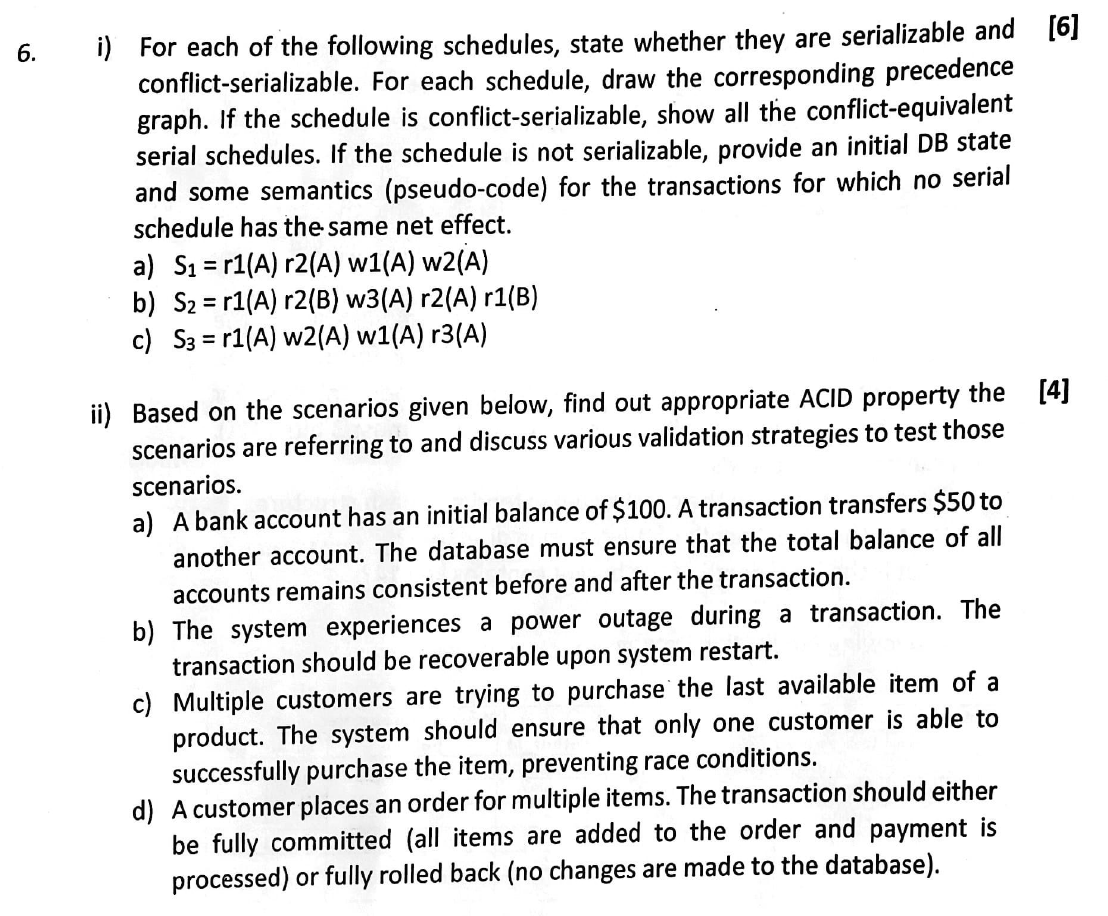 6. i) For each of the following schedules, state whether they are serializable and [6]
conflict-serializable. For each schedule, draw the corresponding precedence
graph. If the schedule is conflict-serializable, show all the conflict-equivalent
serial schedules. If the schedule is not serializable, provide an initial DB state
and some semantics (pseudo-code) for the transactions for which no serial
schedule has the same net effect.
a) S₁ = r1(A) r2(A) w1(A) w2(A)
b) S₂ = r1(A) r2(B) w3(A) r2(A) r1(B)
c) S₃ = r1(A) w2(A) w1(A) r3(A)
ii) Based on the scenarios given below, find out appropriate ACID property the [4]
scenarios are referring to and discuss various validation strategies to test those
scenarios.
a) A bank account has an initial balance of $100. A transaction transfers $50 to
another account. The database must ensure that the total balance of all
accounts remains consistent before and after the transaction.
b) The system experiences a power outage during a transaction. The
transaction should be recoverable upon system restart.
c) Multiple customers are trying to purchase the last available item of a
product. The system should ensure that only one customer is able to
successfully purchase the item, preventing race conditions.
d) A customer places an order for multiple items. The transaction should either
be fully committed (all items are added to the order and payment is
processed) or fully rolled back (no changes are made to the database).